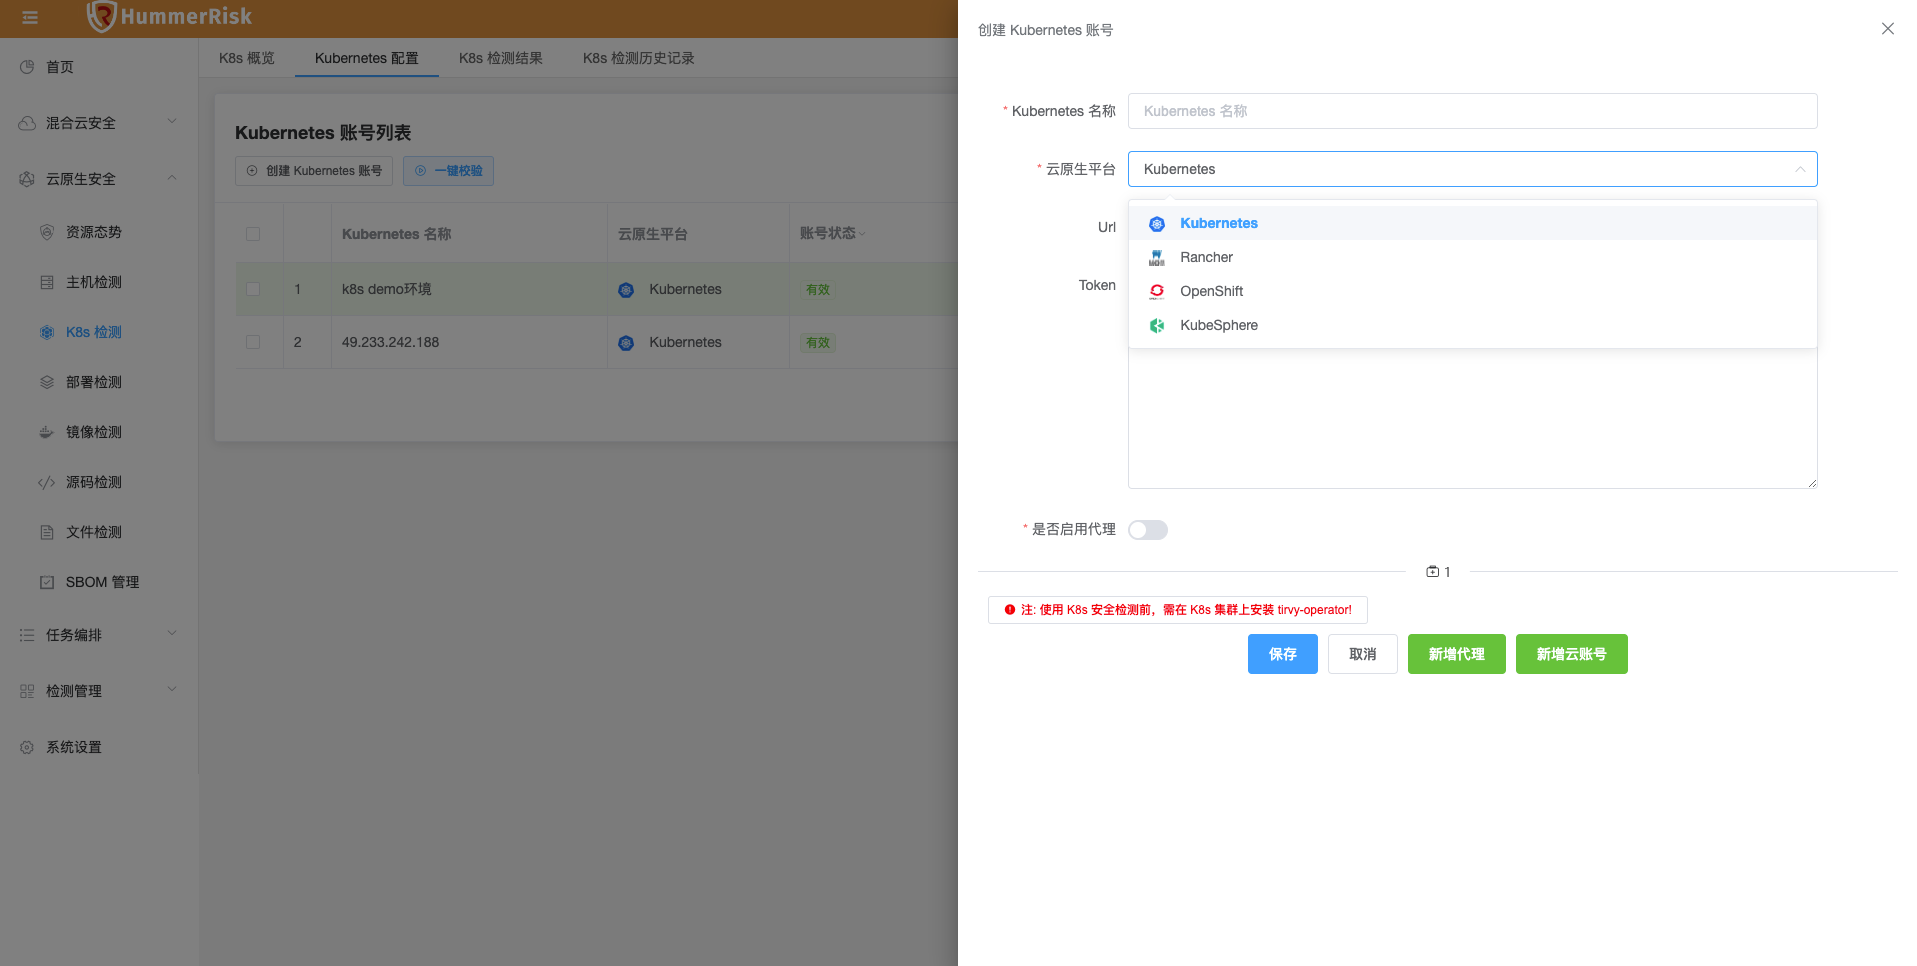 HummerRisk
首页
混合云安全
云原生安全
资源态势
主机检测
K8s 检测
部署检测
镜像检测
源码检测
文件检测
SBOM 管理
任务编排
检测管理
系统设置
K8s 概览
Kubernetes 配置
K8s 检测结果
K8s 检测历史记录
Kubernetes 账号列表
创建 Kubernetes 账号
一键校验
Kubernetes 名称
云原生平台
账号状态
1
k8s demo环境
Kubernetes
有效
2
49.233.242.188
Kubernetes
有效
创建 Kubernetes 账号
* Kubernetes 名称
Kubernetes 名称
* 云原生平台
Kubernetes
Url
Kubernetes
Rancher
OpenShift
KubeSphere
Token
* 是否启用代理
1
注: 使用 K8s 安全检测前，需在 K8s 集群上安装 tirvy-operator!
保存
取消
新增代理
新增云账号